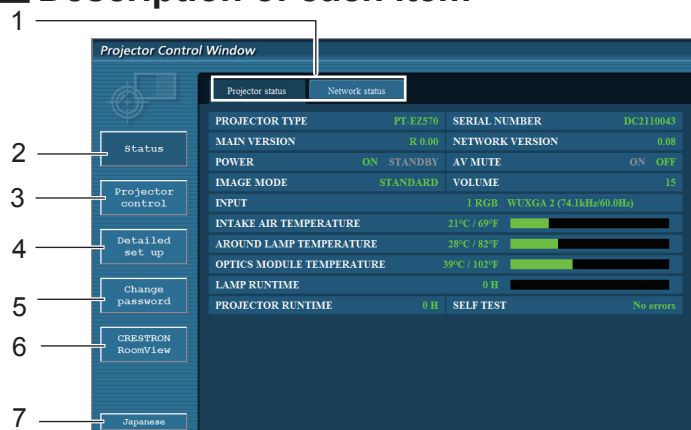 Description of each item
1
Projector Control Window
Projector status Network status
PROJECTOR TYPE PT-EZ570 SERIAL NUMBER DC2110043
MAIN VERSION R 0.00 NETWORK VERSION 0.08
POWER ON STANDBY AV MUTE ON OFF
IMAGE MODE STANDARD VOLUME 15
INPUT 1 RGB WUXGA 2 (74.1kHz/60.0Hz)
INTAKE AIR TEMPERATURE 21°C / 69°F
AROUND LAMP TEMPERATURE 28°C / 82°F
OPTICS MODULE TEMPERATURE 39°C / 102°F
LAMP RUNTIME 0 H
PROJECTOR RUNTIME 0 H SELF TEST No errors
2 Status
3 Projector
control
4 Detailed
set up
5 Change
password
6 CRESTRON
RoomView
7 Japanese